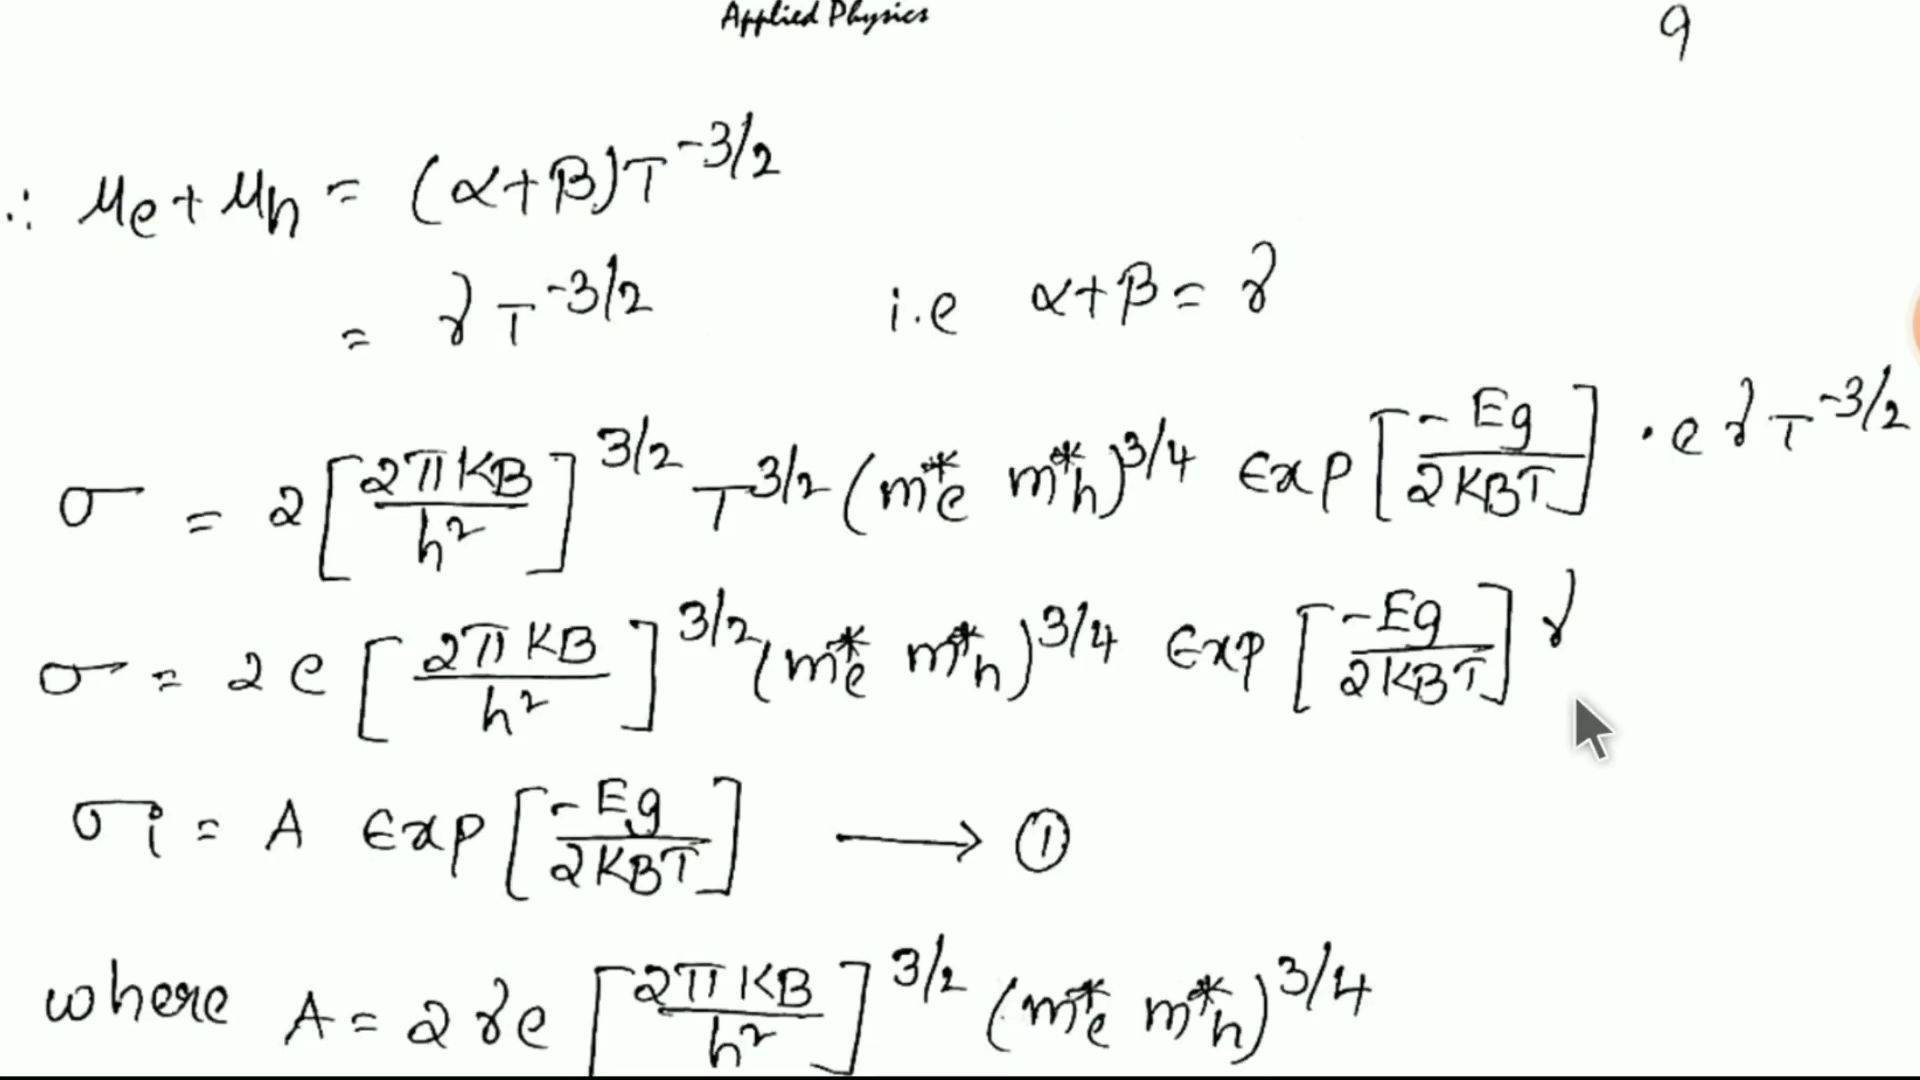 Applied Physics
9
∴ μe + μh = (α+β)T^-3/2
= γ T^-3/2 i.e α+β = γ
σ = 2 [2π KB / h²]^3/2 T^3/2 (m*e m*h)^3/4 Exp [-Eg / 2KBT] · e γ T^-3/2
σ = 2 e [2π KB / h²]^3/2 (m*e m*h)^3/4 Exp [-Eg / 2KBT] γ
σi = A Exp [-Eg / 2KBT] → ①
where A = 2 γ e [2π KB / h²]^3/2 (m*e m*h)^3/4